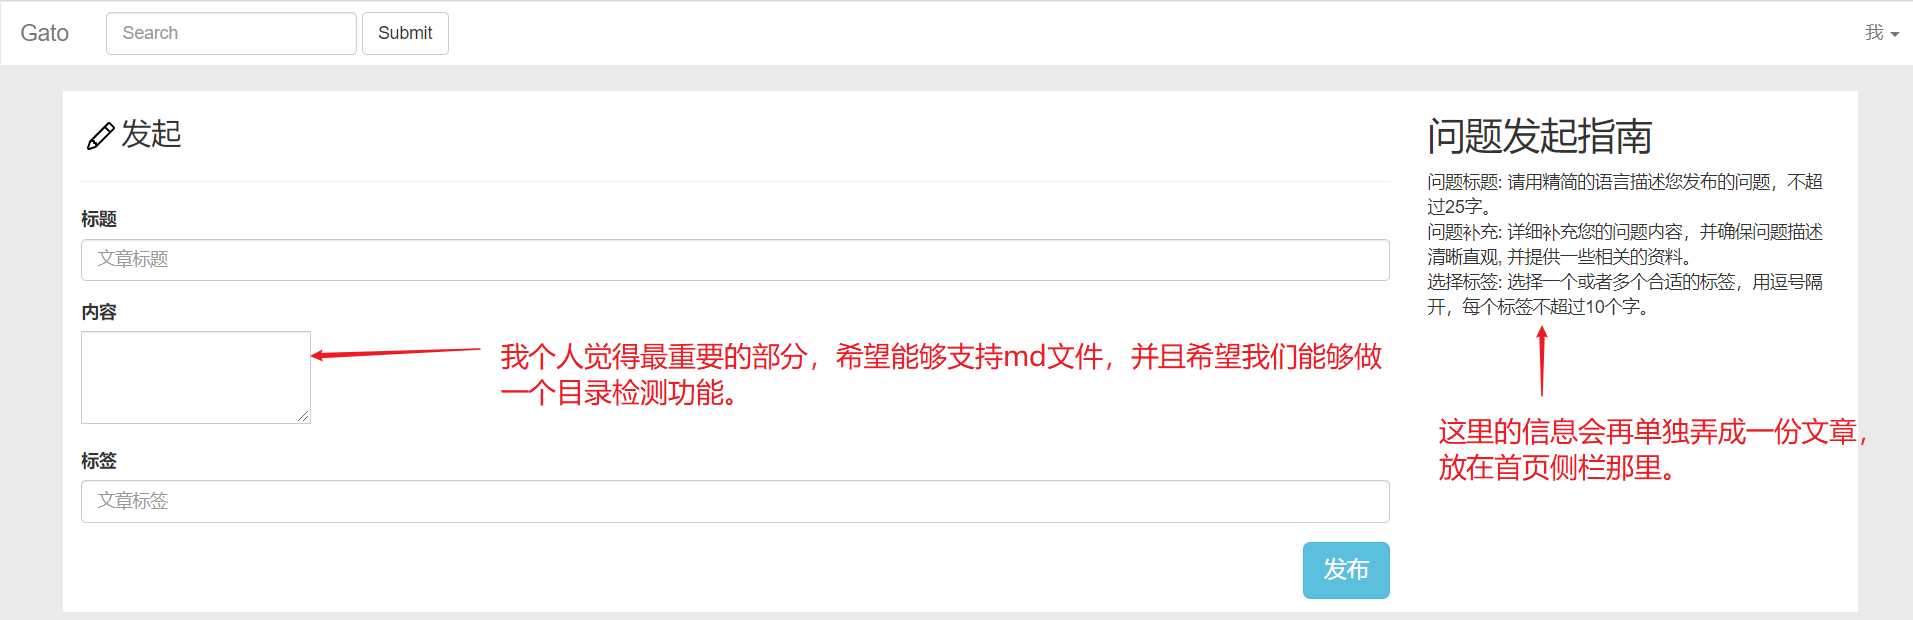 Gato Search Submit 我
发起
标题
文章标题
内容
我个人觉得最重要的部分，希望能够支持md文件，并且希望我们能够做
一个目录检测功能。
标签
文章标签
发布
问题发起指南
问题标题: 请用精简的语言描述您发布的问题，不超
过25字。
问题补充: 详细补充您的问题内容，并确保问题描述
清晰直观, 并提供一些相关的资料。
选择标签: 选择一个或者多个合适的标签，用逗号隔
开，每个标签不超过10个字。
这里的信息会再单独弄成一份文章，
放在首页侧栏那里。